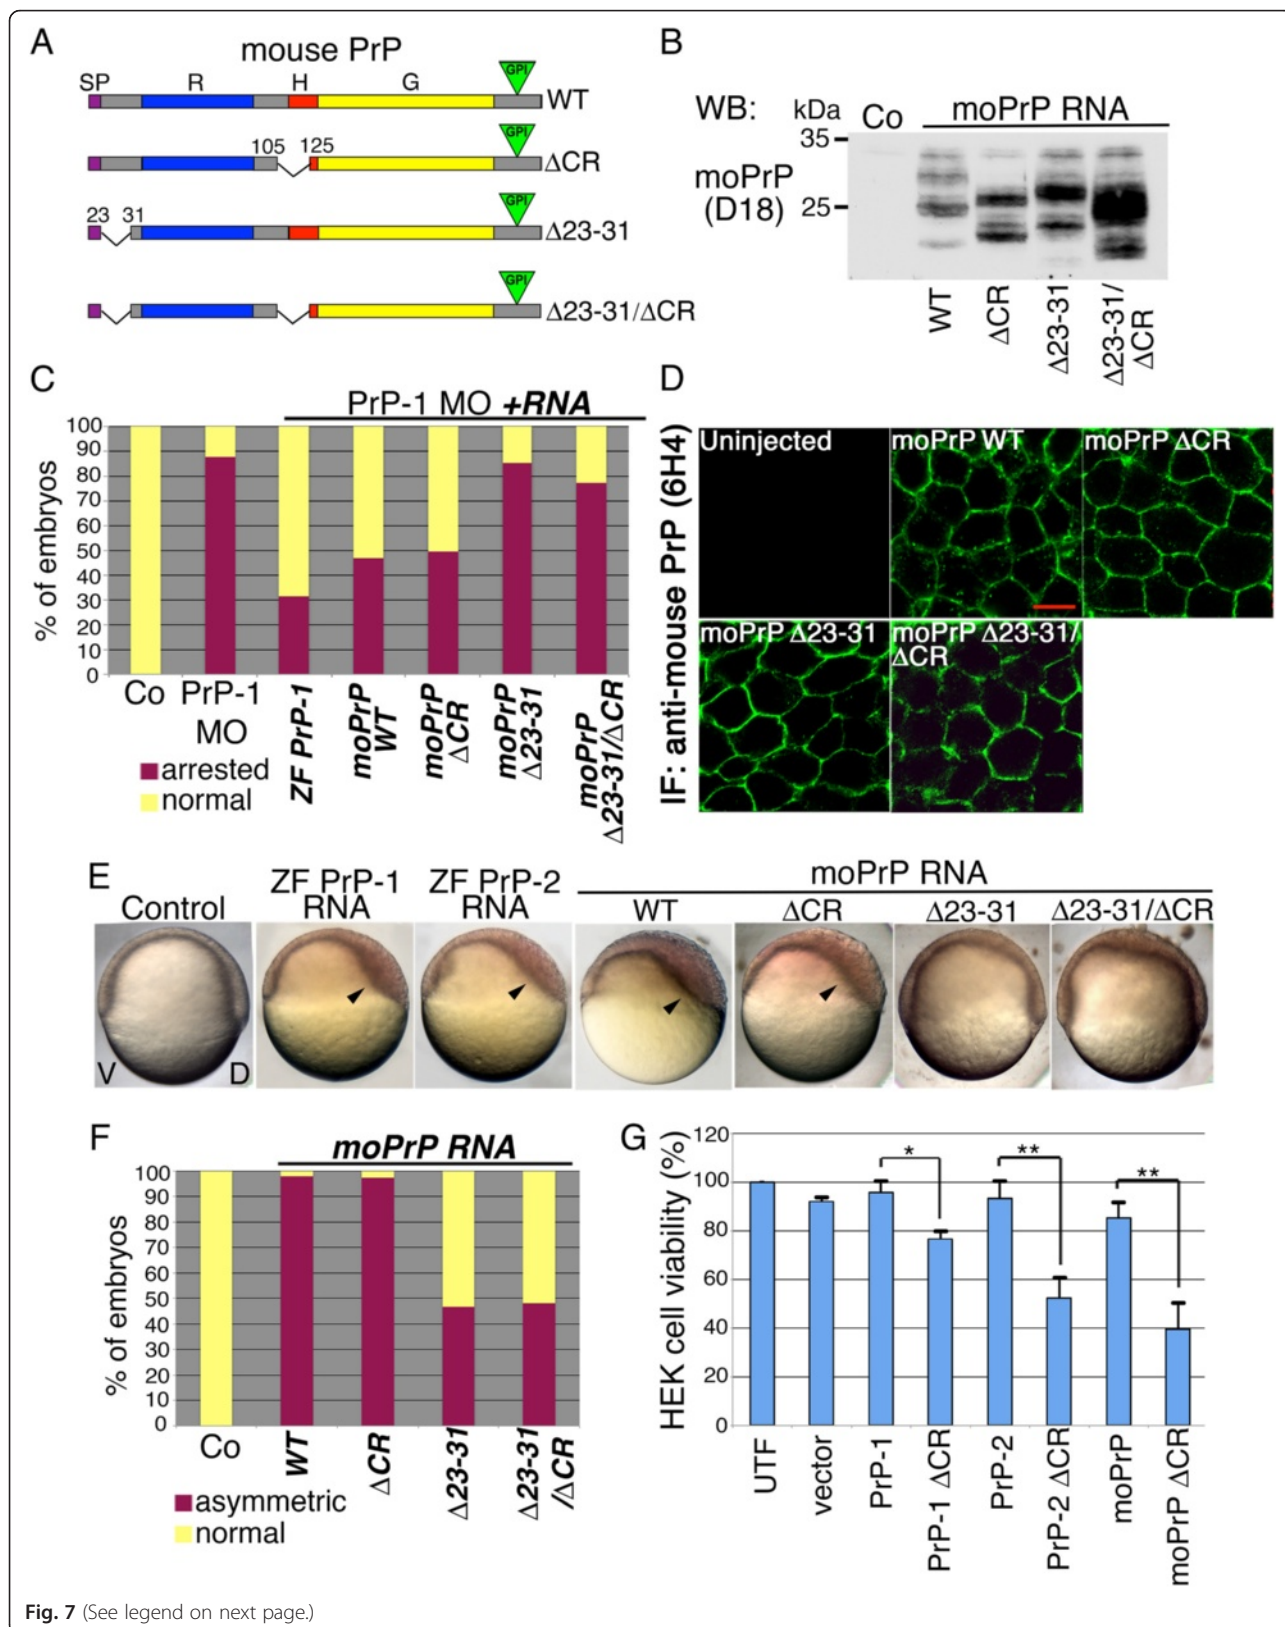 A
mouse PrP
SP R H G GPI
WT
105 125 GPI
ΔCR
23 31 GPI
Δ23-31
GPI
Δ23-31/ΔCR
B
WB: kDa Co moPrP RNA
35
moPrP
(D18)
25
WT
ΔCR
Δ23-31
Δ23-31/
ΔCR
C
PrP-1 MO +RNA
% of embryos
100
90
80
70
60
50
40
30
20
10
0
Co
PrP-1
MO
ZF PrP-1
moPrP
WT
moPrP
ΔCR
moPrP
Δ23-31
moPrP
Δ23-31/ΔCR
arrested
normal
D
IF: anti-mouse PrP (6H4)
Uninjected
moPrP WT
moPrP ΔCR
moPrP Δ23-31
moPrP Δ23-31/
ΔCR
E
Control
ZF PrP-1
RNA
ZF PrP-2
RNA
moPrP RNA
WT
ΔCR
Δ23-31
Δ23-31/ΔCR
V D
F
moPrP RNA
% of embryos
100
90
80
70
60
50
40
30
20
10
0
Co
WT
ΔCR
Δ23-31
Δ23-31
/ΔCR
asymmetric
normal
G
HEK cell viability (%)
120
100
80
60
40
20
0
*
**
**
UTF
vector
PrP-1
PrP-1 ΔCR
PrP-2
PrP-2 ΔCR
moPrP
moPrP ΔCR
Fig. 7 (See legend on next page.)